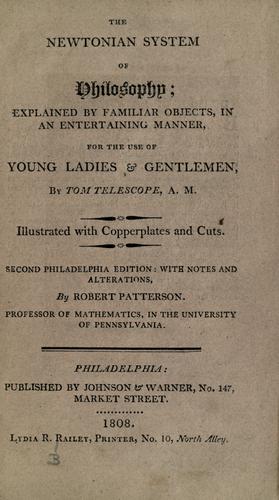 THE
NEWTONIAN SYSTEM
OF
Philosophy;
EXPLAINED BY FAMILIAR OBJECTS, IN
AN ENTERTAINING MANNER,
FOR THE USE OF
YOUNG LADIES & GENTLEMEN,
By TOM TELESCOPE, A. M.
Illustrated with Copperplates and Cuts.
SECOND PHILADELPHIA EDITION: WITH NOTES AND
ALTERATIONS,
By ROBERT PATTERSON.
PROFESSOR OF MATHEMATICS, IN THE UNIVERSITY
OF PENNSYLVANIA.
PHILADELPHIA:
PUBLISHED BY JOHNSON & WARNER, No. 147,
MARKET STREET.
.............
1808.
LYDIA R. RAILEY, PRINTER, No. 10, North Alley.
3